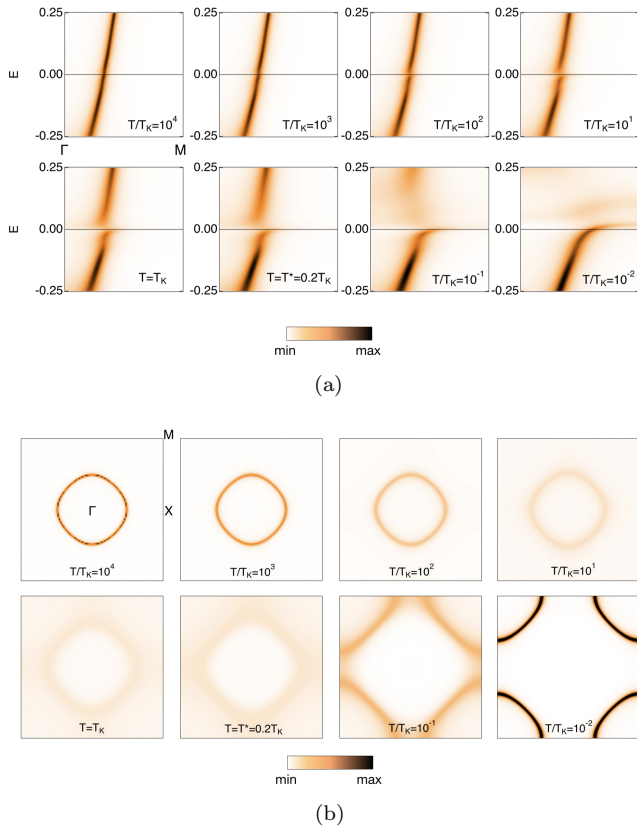 0.25 0.25 0.25 0.25
E 0.00 0.00 0.00 0.00
T/T_K=10^4 T/T_K=10^3 T/T_K=10^2 T/T_K=10^1
-0.25 -0.25 -0.25 -0.25
Γ M
0.25 0.25 0.25 0.25
E 0.00 0.00 0.00 0.00
T=T_K T=T*=0.2T_K T/T_K=10^-1 T/T_K=10^-2
-0.25 -0.25 -0.25 -0.25
min max
(a)
M
Γ X
T/T_K=10^4 T/T_K=10^3 T/T_K=10^2 T/T_K=10^1
T=T_K T=T*=0.2T_K T/T_K=10^-1 T/T_K=10^-2
min max
(b)